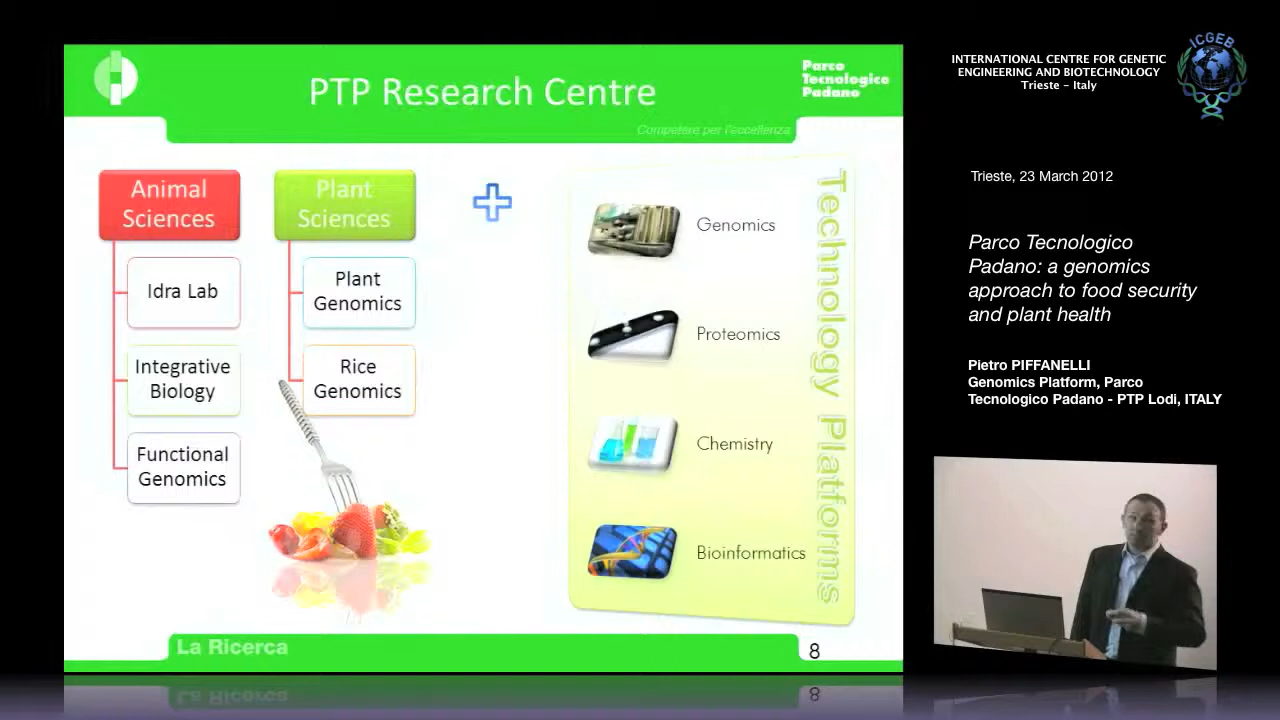 PTP Research Centre
Parco
Tecnologico
Padano
Competere per l'eccellenza
Animal
Sciences
Idra Lab
Integrative
Biology
Functional
Genomics
Plant
Sciences
Plant
Genomics
Rice
Genomics
Genomics
Proteomics
Chemistry
Bioinformatics
Technology Platforms
La Ricerca
8
8
INTERNATIONAL CENTRE FOR GENETIC
ENGINEERING AND BIOTECHNOLOGY
Trieste - Italy
ICGEB
Trieste, 23 March 2012
Parco Tecnologico
Padano: a genomics
approach to food security
and plant health
Pietro PIFFANELLI
Genomics Platform, Parco
Tecnologico Padano - PTP Lodi, ITALY